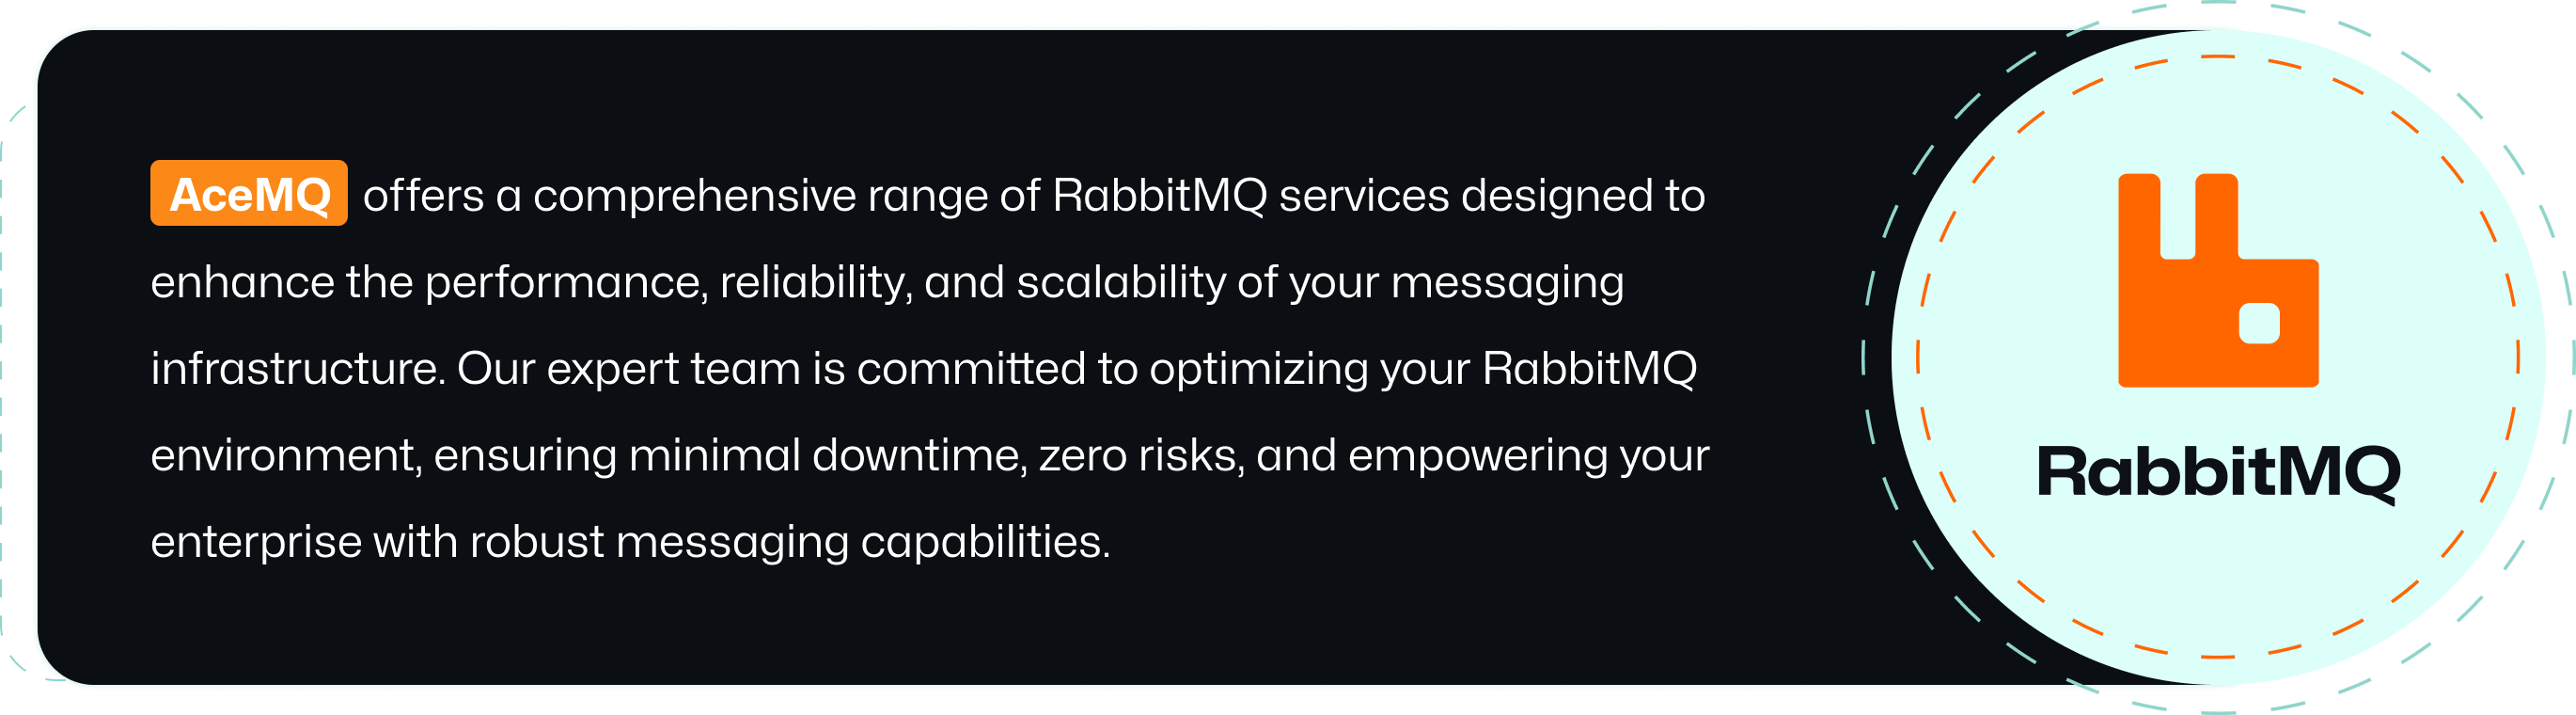 AceMQ offers a comprehensive range of RabbitMQ services designed to
enhance the performance, reliability, and scalability of your messaging
infrastructure. Our expert team is committed to optimizing your RabbitMQ
environment, ensuring minimal downtime, zero risks, and empowering your
enterprise with robust messaging capabilities.
RabbitMQ